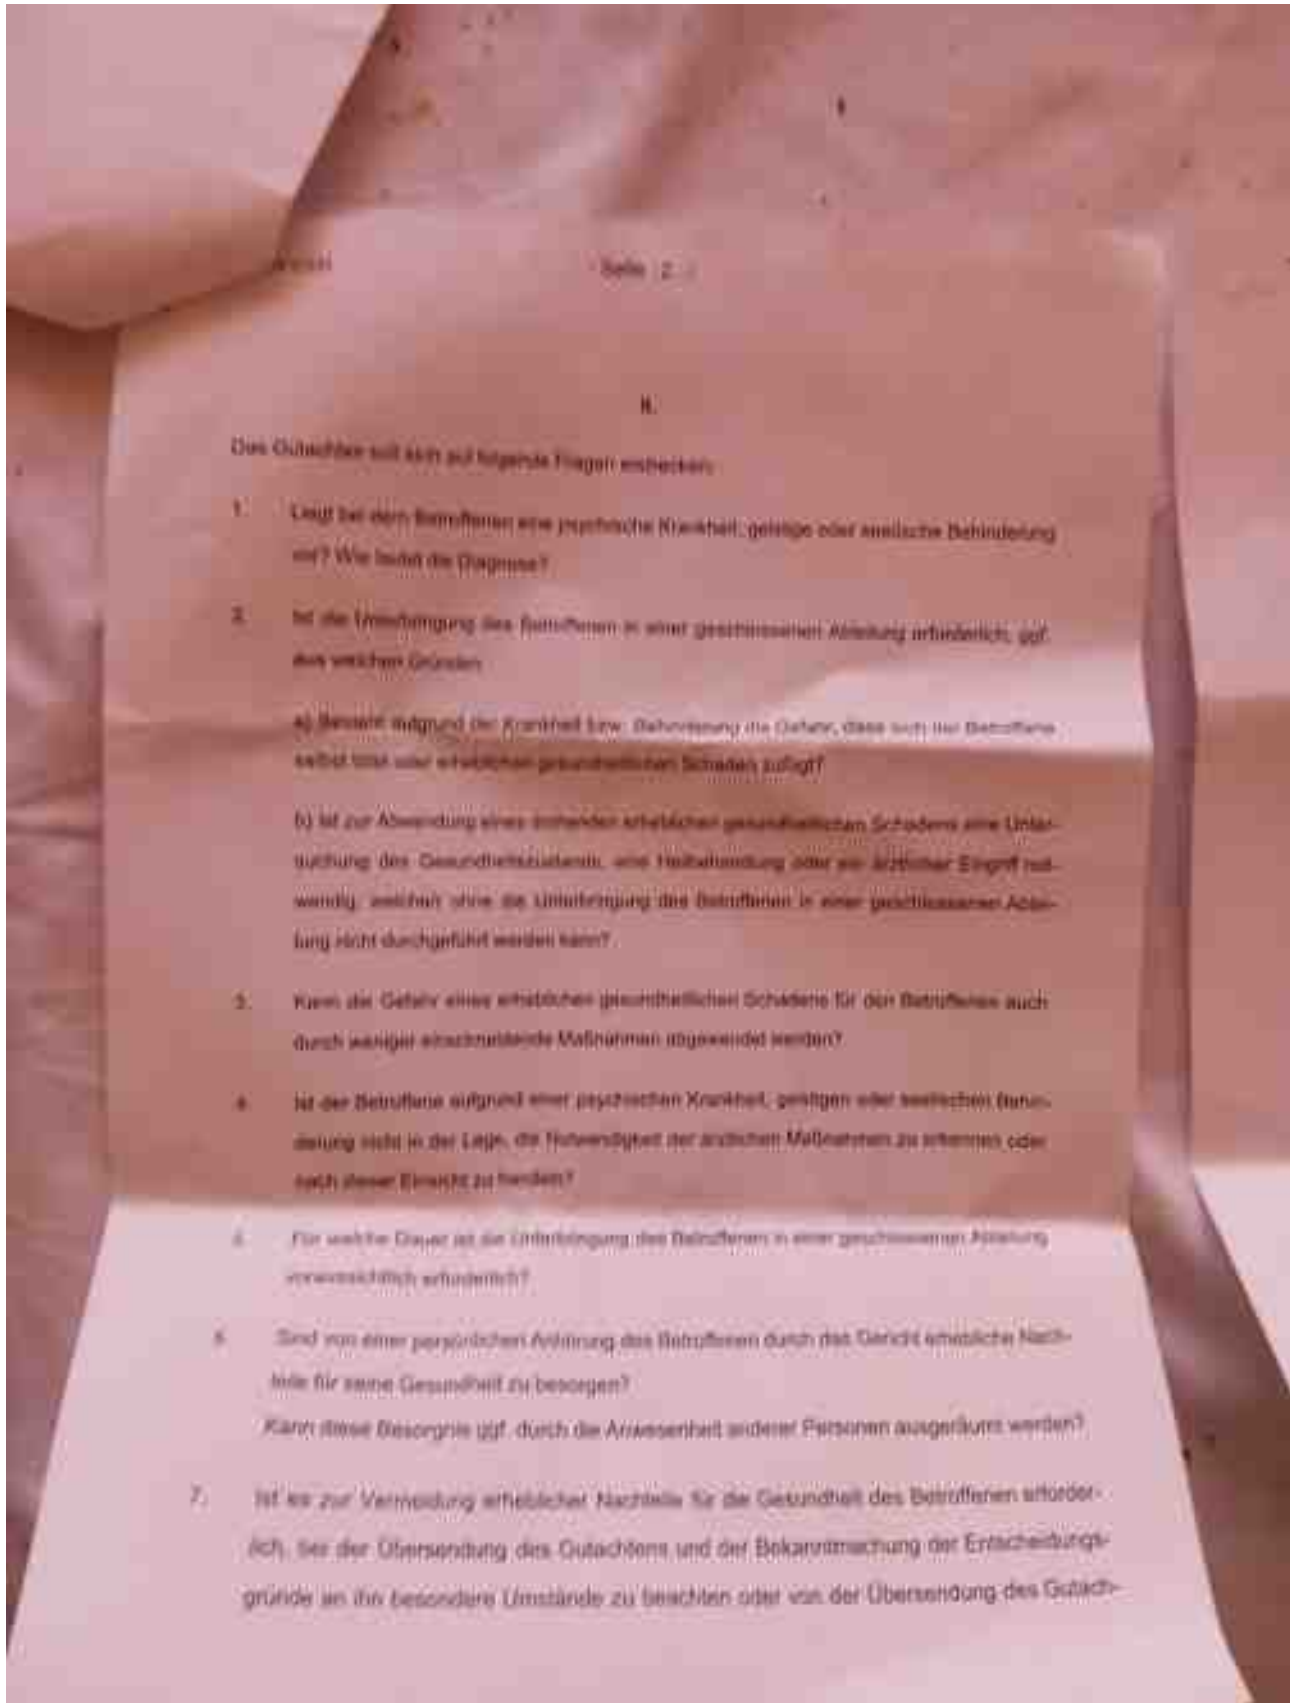 - Seite 2 -
II.
Das Gutachten soll sich auf folgende Fragen erstrecken:
1. Liegt bei dem Betroffenen eine psychische Krankheit, geistige oder seelische Behinderung
vor? Wie lautet die Diagnose?
2. Ist die Unterbringung des Betroffenen in einer geschlossenen Abteilung erforderlich, ggf.
aus welchen Gründen
a) Besteht aufgrund der Krankheit bzw. Behinderung die Gefahr, dass sich der Betroffene
selbst tötet oder erheblichen gesundheitlichen Schaden zufügt?
b) Ist zur Abwendung eines drohenden erheblichen gesundheitlichen Schadens eine Unter-
suchung des Gesundheitszustands, eine Heilbehandlung oder ein ärztlicher Eingriff not-
wendig, welchen ohne die Unterbringung des Betroffenen in einer geschlossenen Abtei-
lung nicht durchgeführt werden kann?
3. Kann die Gefahr eines erheblichen gesundheitlichen Schadens für den Betroffenen auch
durch weniger einschneidende Maßnahmen abgewendet werden?
4. Ist der Betroffene aufgrund einer psychischen Krankheit, geistigen oder seelischen Behin-
derung nicht in der Lage, die Notwendigkeit der ärztlichen Maßnahmen zu erkennen oder
nach dieser Einsicht zu handeln?
5. Für welche Dauer ist die Unterbringung des Betroffenen in einer geschlossenen Abteilung
voraussichtlich erforderlich?
6. Sind von einer persönlichen Anhörung des Betroffenen durch das Gericht erhebliche Nach-
teile für seine Gesundheit zu besorgen?
Kann diese Besorgnis ggf. durch die Anwesenheit anderer Personen ausgeräumt werden?
7. Ist es zur Vermeidung erheblicher Nachteile für die Gesundheit des Betroffenen erforder-
lich, bei der Übersendung des Gutachtens und der Bekanntmachung der Entscheidungs-
gründe an ihn besondere Umstände zu beachten oder von der Übersendung des Gutach-